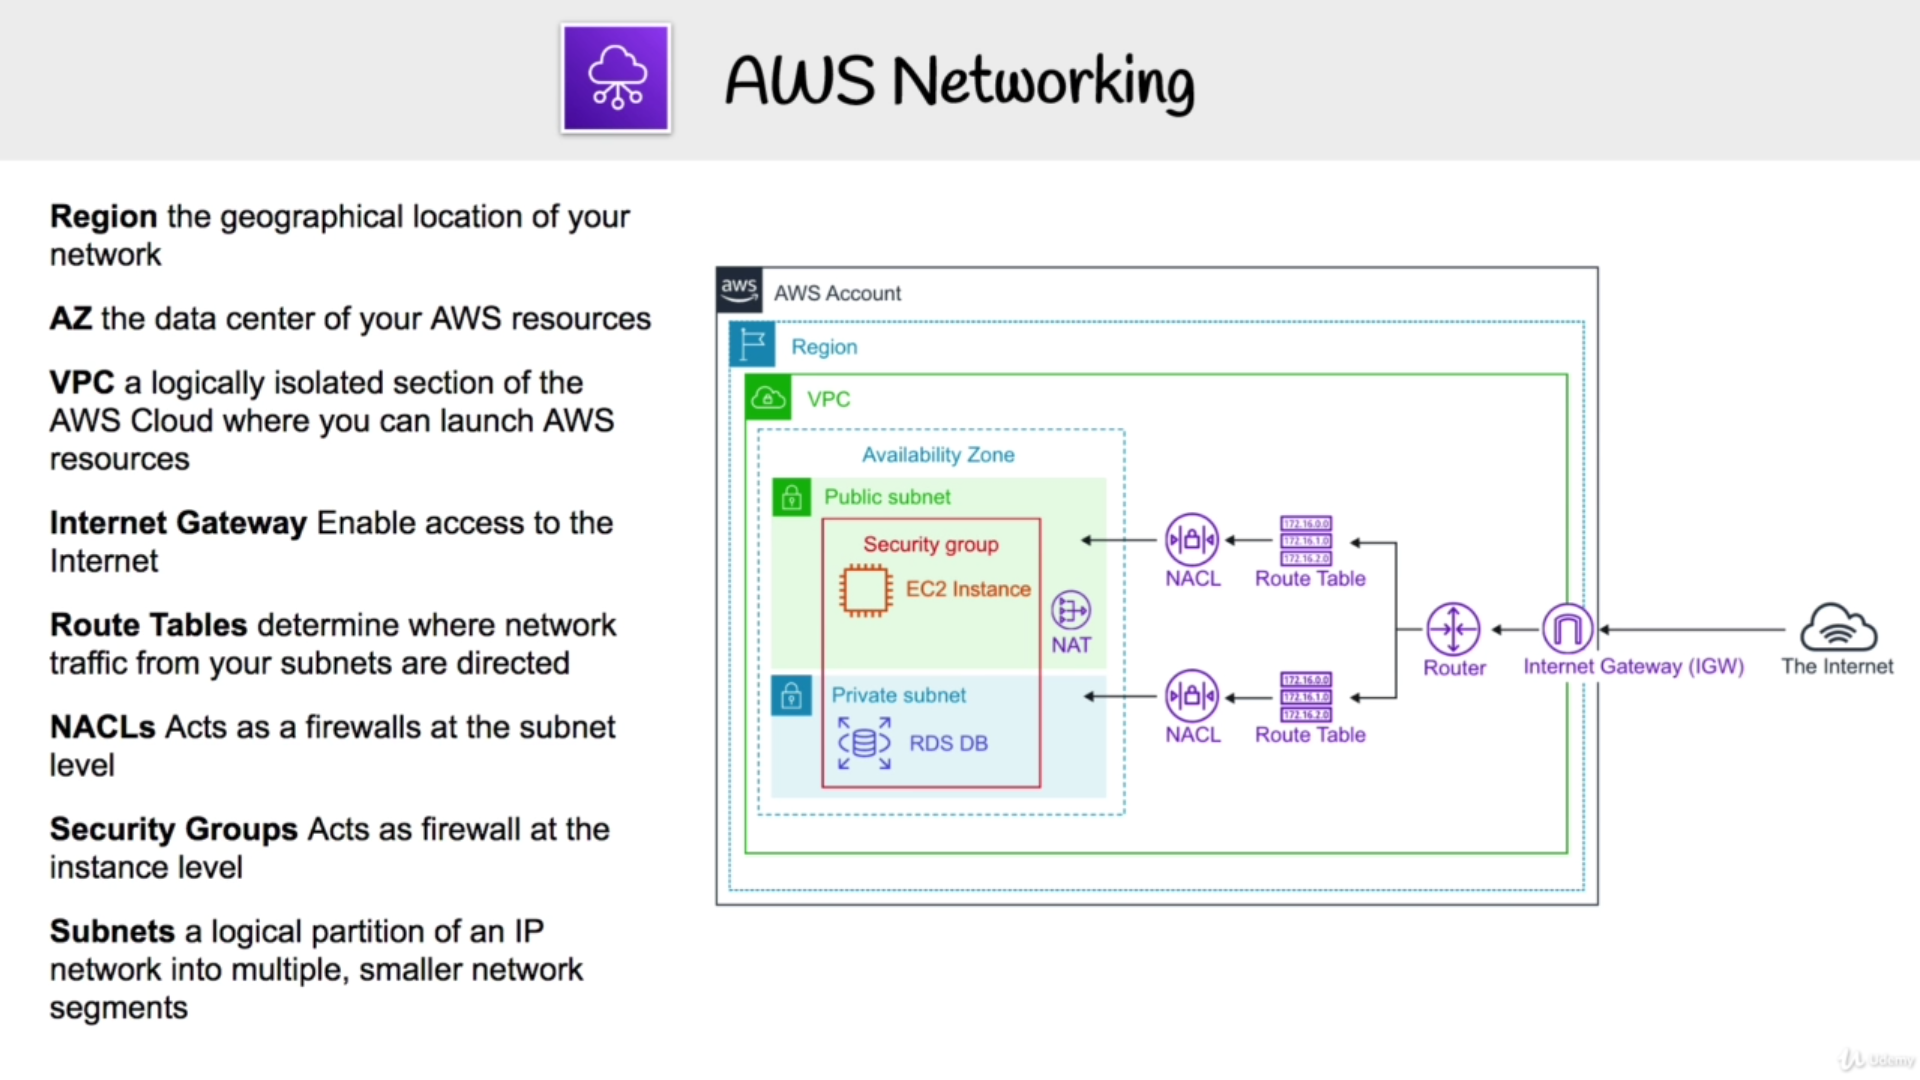 AWS Networking
Region the geographical location of your
network
AZ the data center of your AWS resources
VPC a logically isolated section of the
AWS Cloud where you can launch AWS
resources
Internet Gateway Enable access to the
Internet
Route Tables determine where network
traffic from your subnets are directed
NACLs Acts as a firewalls at the subnet
level
Security Groups Acts as firewall at the
instance level
Subnets a logical partition of an IP
network into multiple, smaller network
segments
aws
AWS Account
Region
VPC
Availability Zone
Public subnet
Security group
EC2 Instance
NAT
Private subnet
RDS DB
NACL
172.16.0.0
172.16.1.0
172.16.2.0
Route Table
NACL
172.16.0.0
172.16.1.0
172.16.2.0
Route Table
Router
Internet Gateway (IGW)
The Internet
Udemy